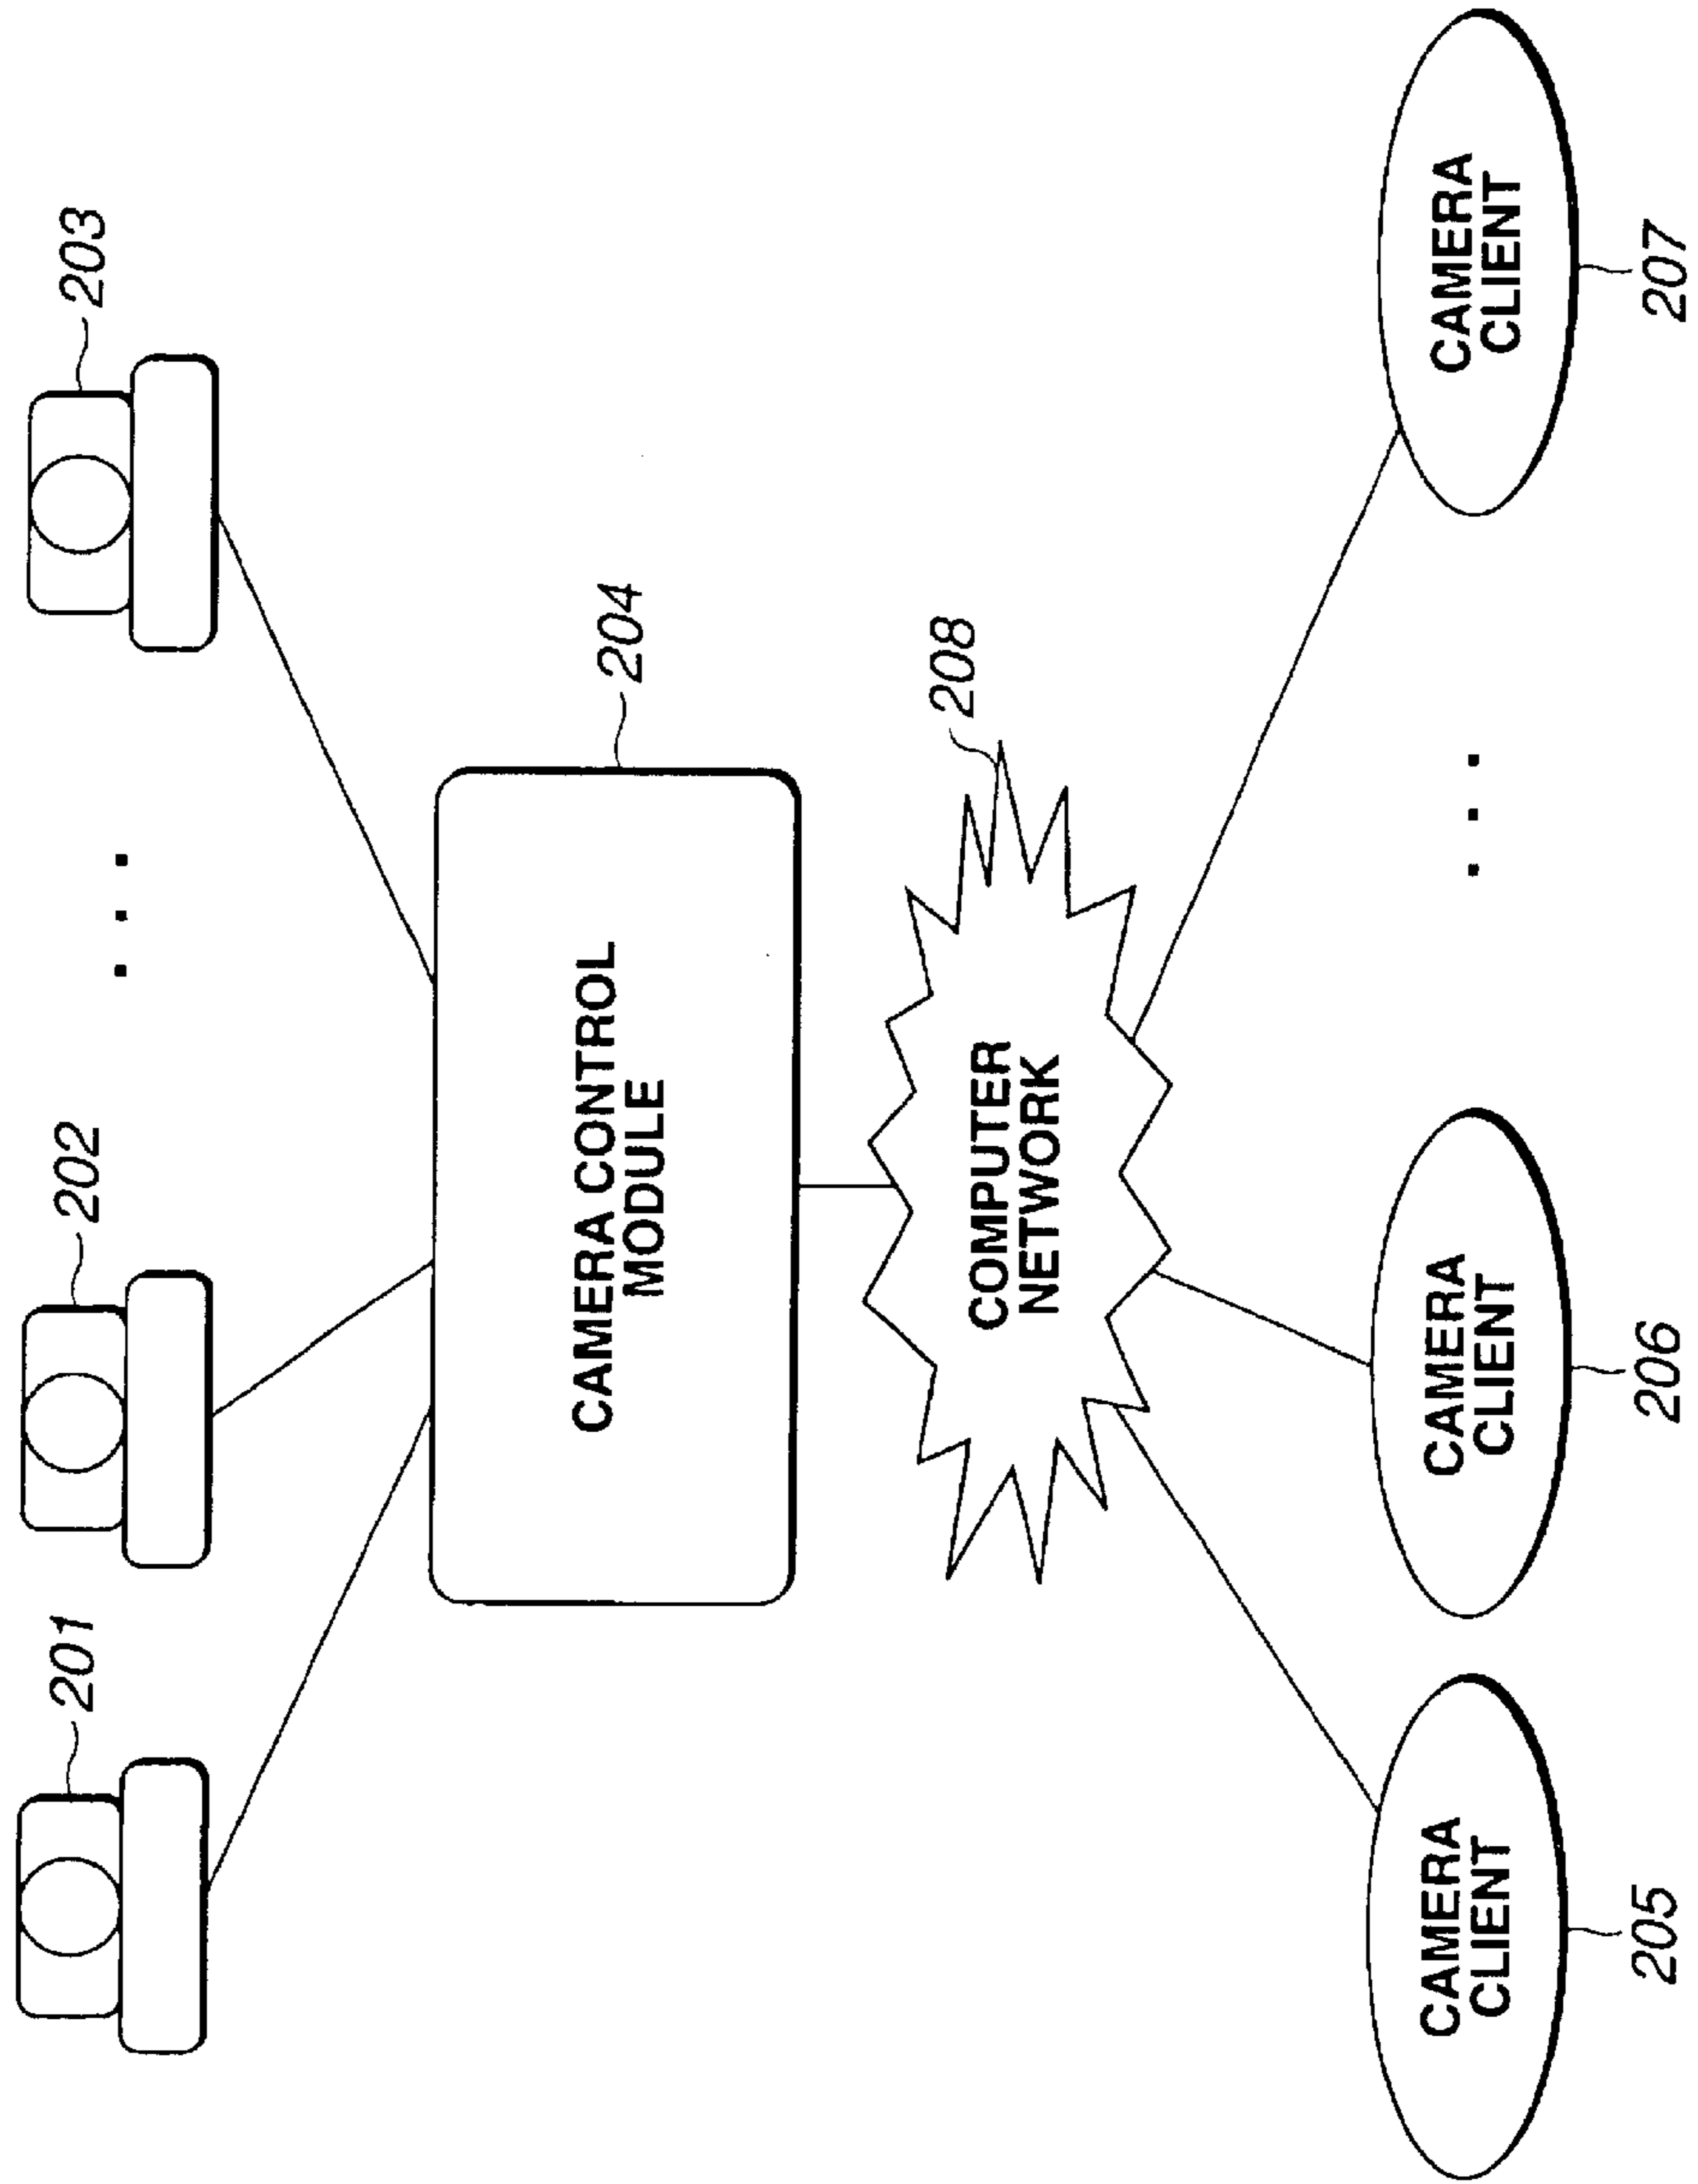 201
202
203
CAMERA CONTROL
MODULE
204
COMPUTER
NETWORK
208
CAMERA
CLIENT
205
CAMERA
CLIENT
206
CAMERA
CLIENT
207